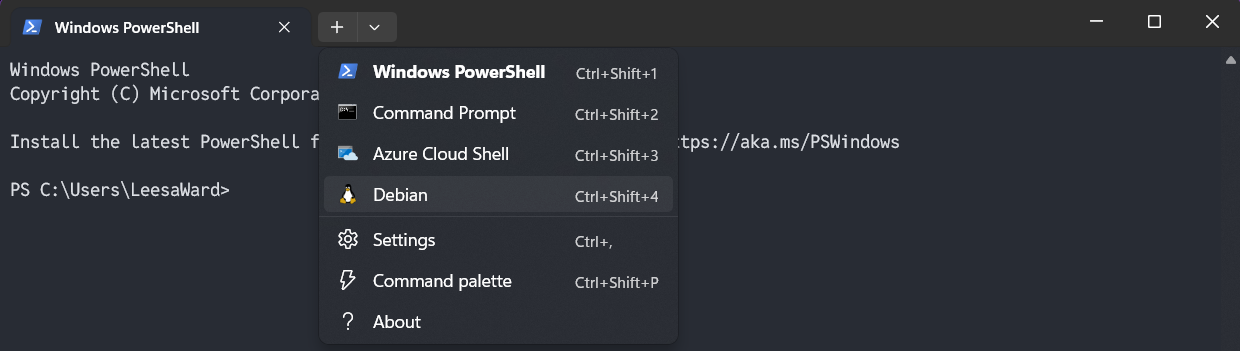 Windows PowerShell
Windows PowerShell
Copyright (C) Microsoft
Install the latest PowerShell
ttps://aka.ms/PSWindows
PS C:\Users\LeesaWard>
Windows PowerShell Ctrl+Shift+1
Command Prompt Ctrl+Shift+2
Azure Cloud Shell Ctrl+Shift+3
Debian Ctrl+Shift+4
Settings Ctrl+,
Command palette Ctrl+Shift+P
? About